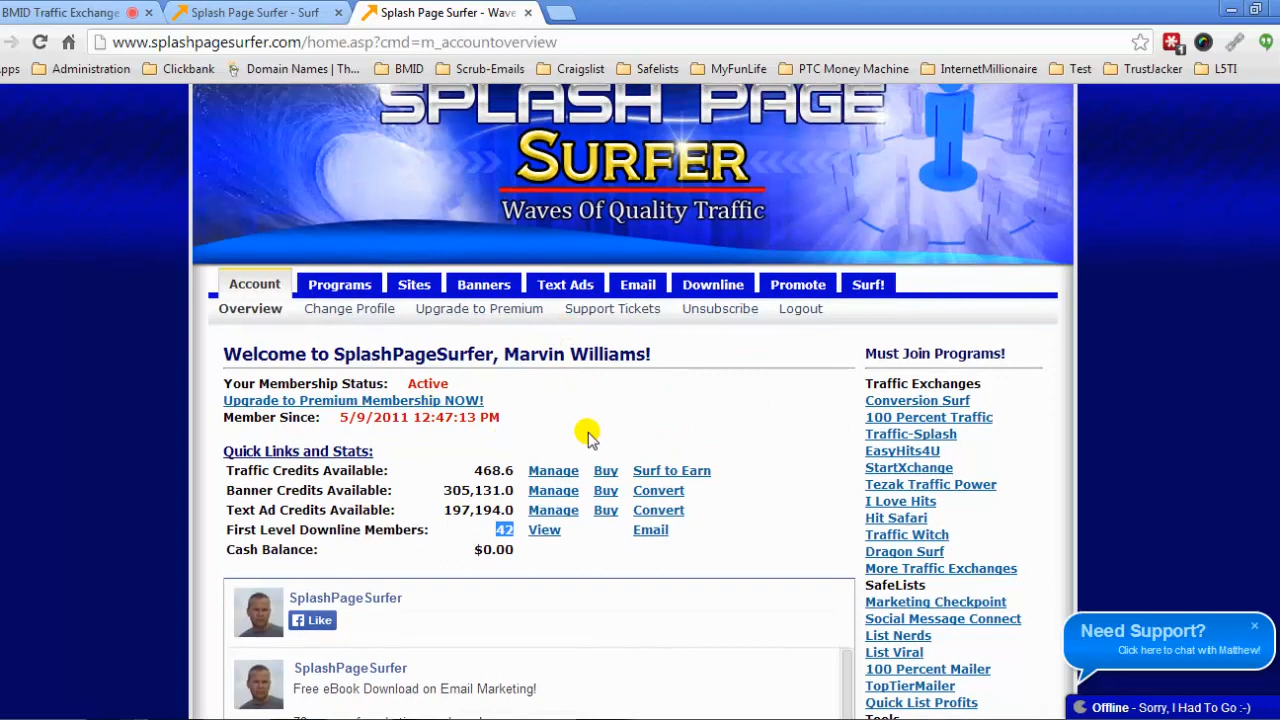 BMID Traffic Exchange
Splash Page Surfer - Surf
Splash Page Surfer - Wave
www.splashpagesurfer.com/home.asp?cmd=m_accountoverview
Administration
Clickbank
Domain Names | Th...
BMID
Scrub-Emails
Craigslist
Safelists
MyFunLife
PTC Money Machine
InternetMillionaire
Test
TrustJacker
L5TI
SPLASH PAGE
SURFER
Waves Of Quality Traffic
Account Programs Sites Banners Text Ads Email Downline Promote Surf!
Overview Change Profile Upgrade to Premium Support Tickets Unsubscribe Logout
Welcome to SplashPageSurfer, Marvin Williams!
Your Membership Status: Active
Upgrade to Premium Membership NOW!
Member Since: 5/9/2011 12:47:13 PM
Quick Links and Stats:
Traffic Credits Available: 468.6 Manage Buy Surf to Earn
Banner Credits Available: 305,131.0 Manage Buy Convert
Text Ad Credits Available: 197,194.0 Manage Buy Convert
First Level Downline Members: 42 View Email
Cash Balance: $0.00
SplashPageSurfer
Like
SplashPageSurfer
Free eBook Download on Email Marketing!
Must Join Programs!
Traffic Exchanges
Conversion Surf
100 Percent Traffic
Traffic-Splash
EasyHits4U
StartXchange
Tezak Traffic Power
I Love Hits
Hit Safari
Traffic Witch
Dragon Surf
More Traffic Exchanges
SafeLists
Marketing Checkpoint
Social Message Connect
List Nerds
List Viral
100 Percent Mailer
TopTierMailer
Quick List Profits
Need Support?
Click here to chat with Matthew!
Offline - Sorry, I Had To Go :-)